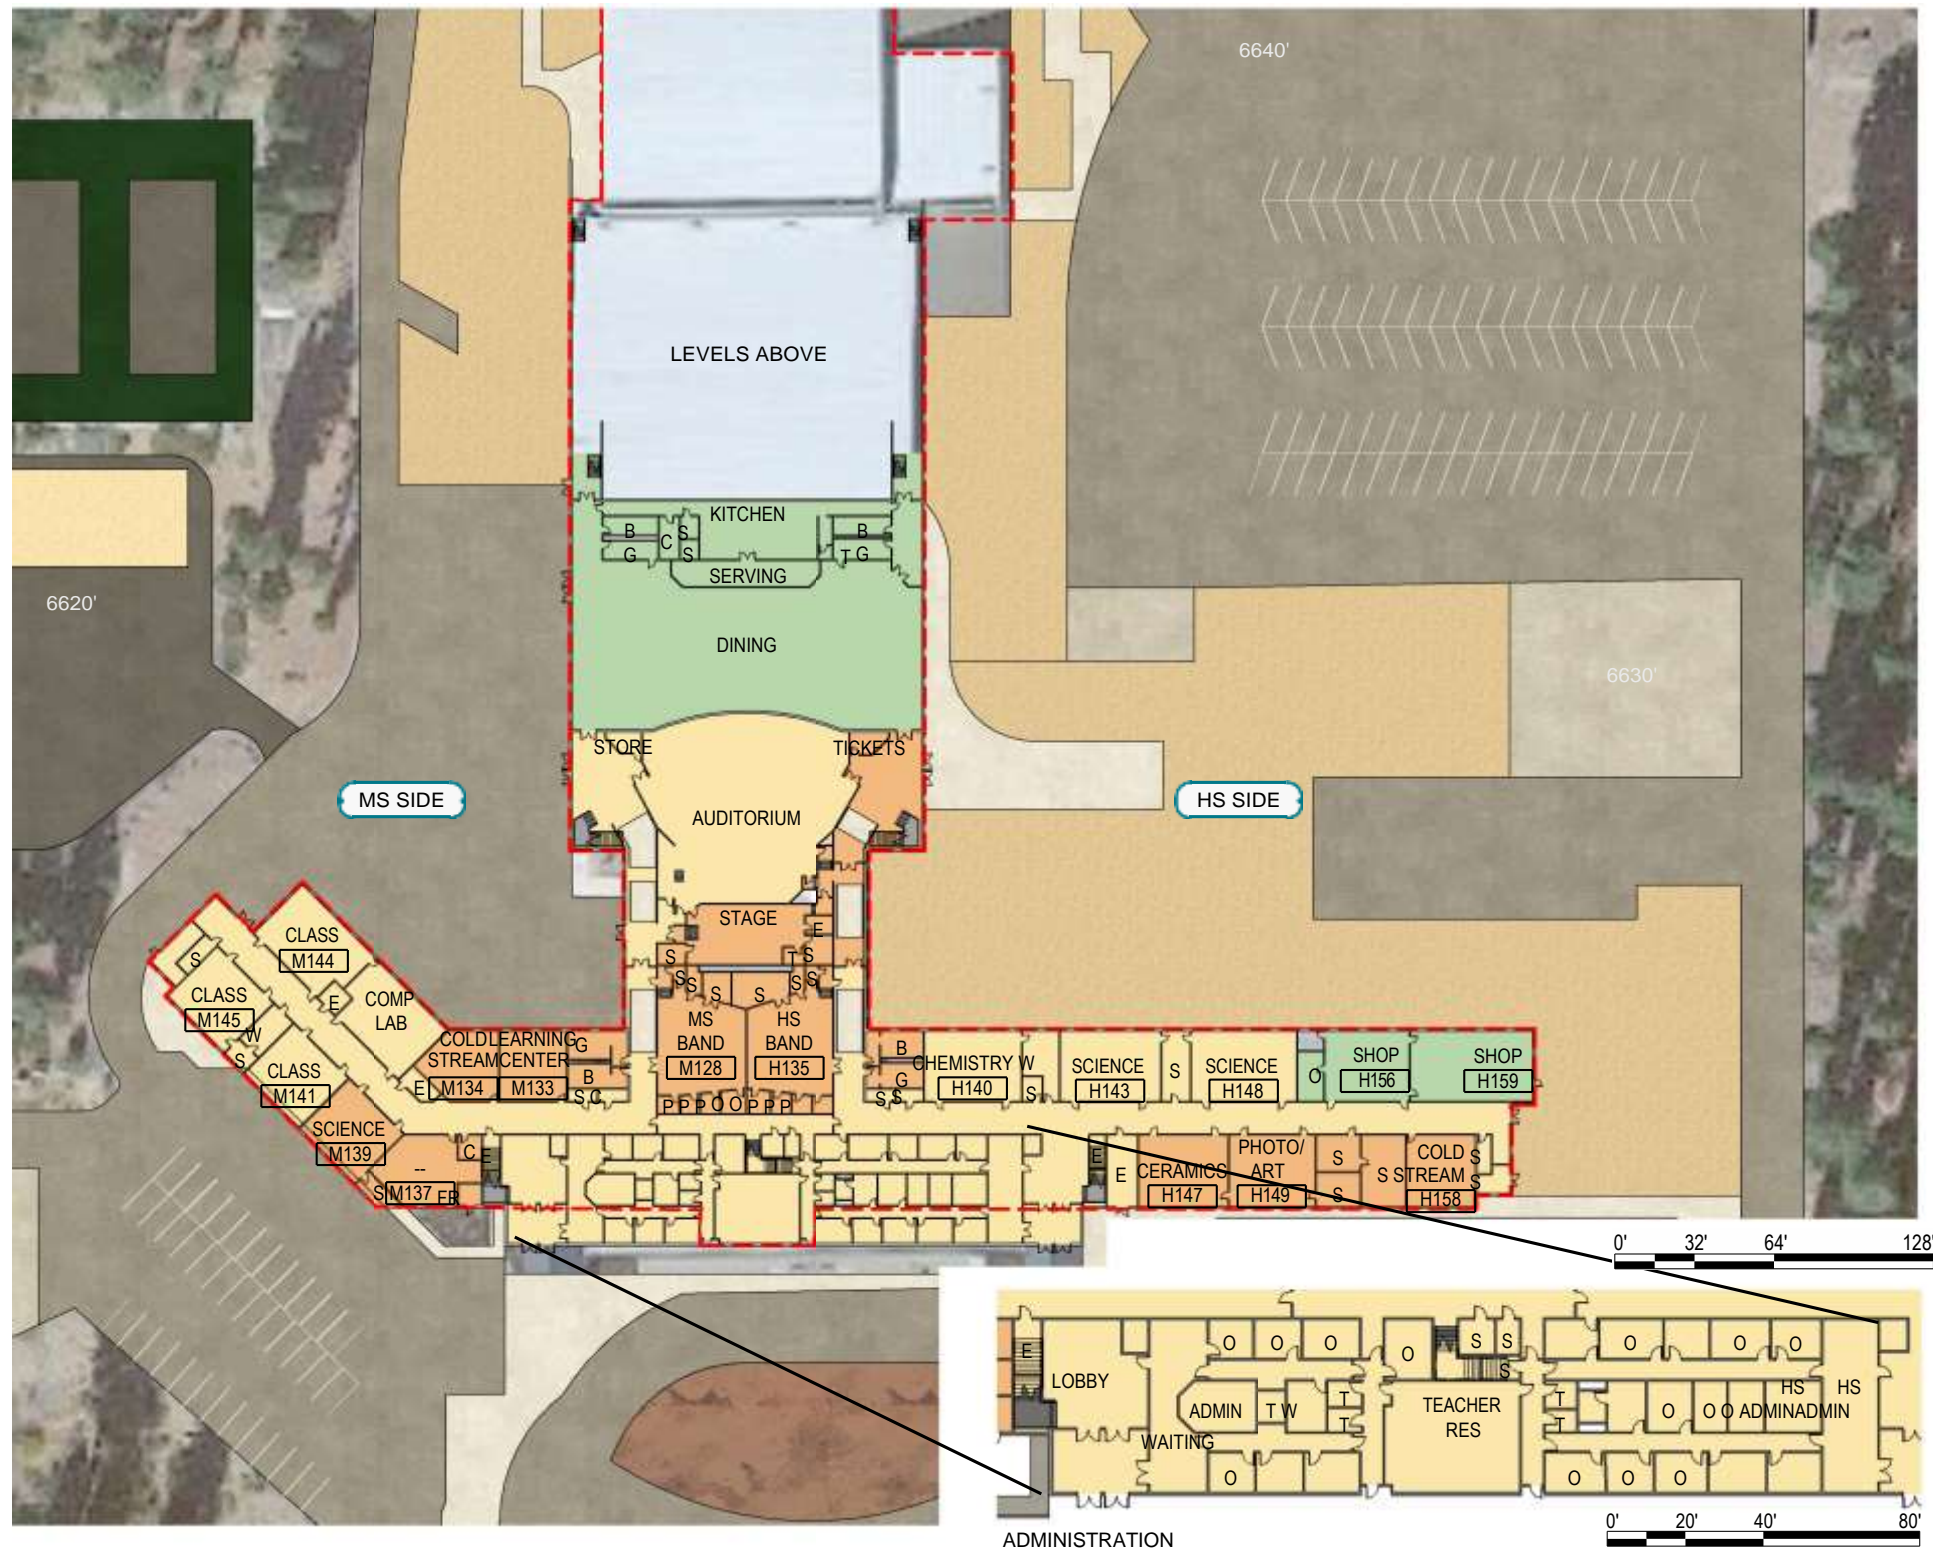 6640'
LEVELS ABOVE
KITCHEN
B
C
S
B
G
S
T
G
SERVING
6620'
DINING
6630'
STORE
TICKETS
MS SIDE
HS SIDE
AUDITORIUM
STAGE
E
S
T
S
CLASS
M144
S
S
S
S
S
S
S
CLASS
M145
E
COMP
LAB
MS
BAND
M128
HS
BAND
H135
W
S
CLASS
M141
COLD
STREAM
M134
LEARNING
CENTER
M133
G
B
S
C
E
B
G
S
S
CHEMISTRY
H140
W
S
SCIENCE
H143
S
SCIENCE
H148
O
SHOP
H156
SHOP
H159
P P P O O P P P
SCIENCE
M139
--
M137
S
C
ER
E
E
E
CERAMICS
H147
PHOTO/
ART
H149
S
S
S
COLD
STREAM
H158
S
S
0' 32' 64' 128'
E
LOBBY
O O O
O
S S
S
O O O
ADMIN
T W
T
T
WAITING
O
TEACHER
RES
T
T
O
O O
HS
ADMIN
HS
ADMIN
O O O
ADMINISTRATION
0' 20' 40' 80'